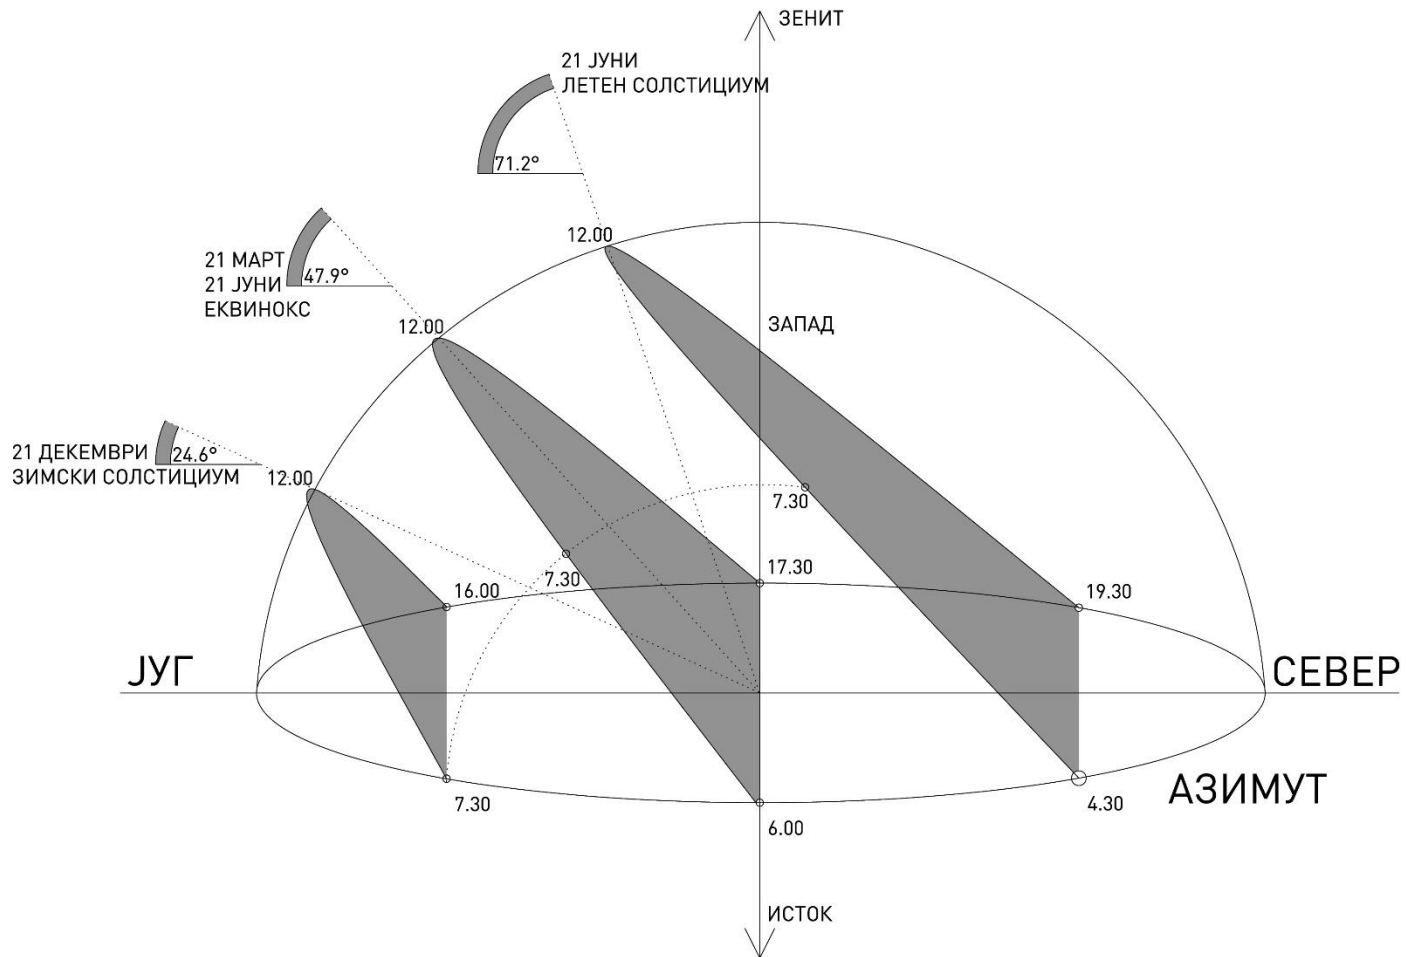 ЗЕНИТ
21 ЈУНИ
ЛЕТЕН СОЛСТИЦИУМ
71.2°
12.00
21 МАРТ
21 ЈУНИ
ЕКВИНОКС
47.9°
12.00
ЗАПАД
21 ДЕКЕМВРИ
ЗИМСКИ СОЛСТИЦИУМ
24.6°
12.00
7.30
7.30
17.30
16.00
19.30
ЈУГ
СЕВЕР
7.30
4.30
АЗИМУТ
6.00
ИСТОК